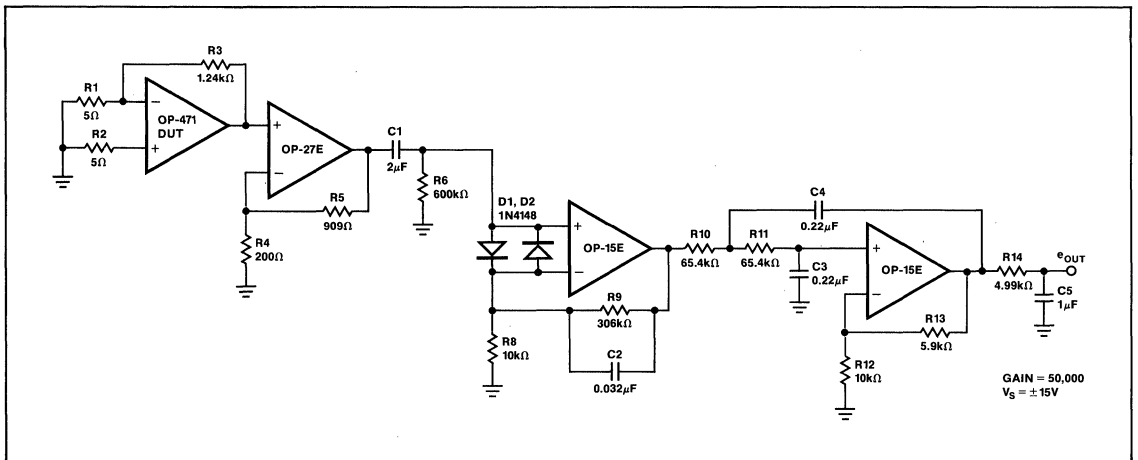 R3
1.24kΩ
R1
5Ω
−
OP-471
DUT
+
R2
5Ω
+
OP-27E
−
C1
2μF
R5
909Ω
R4
200Ω
R6
600kΩ
D1, D2
1N4148
+
OP-15E
−
R9
306kΩ
R8
10kΩ
C2
0.032μF
R10
65.4kΩ
R11
65.4kΩ
C4
0.22μF
C3
0.22μF
+
OP-15E
−
R13
5.9kΩ
R12
10kΩ
R14
4.99kΩ
eOUT
C5
1μF
GAIN = 50,000
VS = ±15V